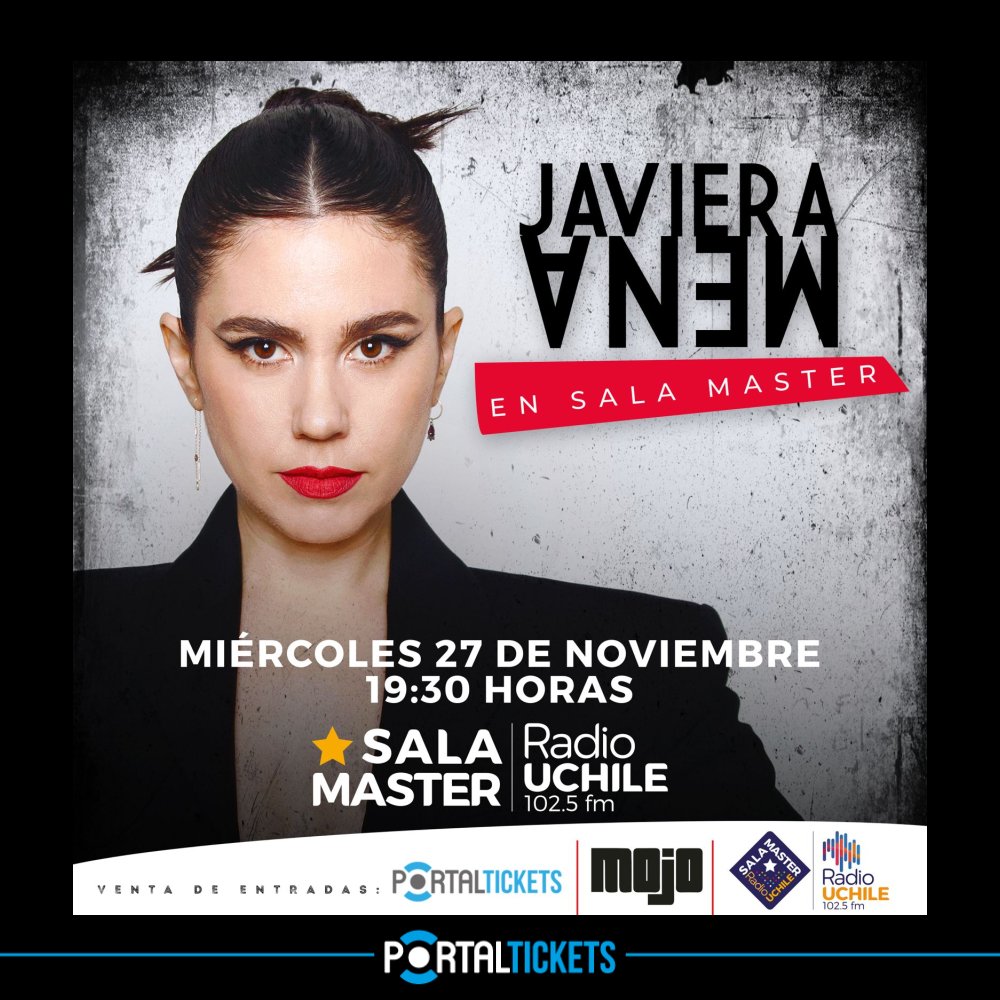 JAVIERA
MENA
EN SALA MASTER
MIÉRCOLES 27 DE NOVIEMBRE
19:30 HORAS
SALA
MASTER
Radio
UCHILE
102.5 fm
VENTA DE ENTRADAS: PORTALTICKETS
mojo
SALA MASTER
Radio
UCHILE
Radio
UCHILE
102.5 fm
PORTALTICKETS